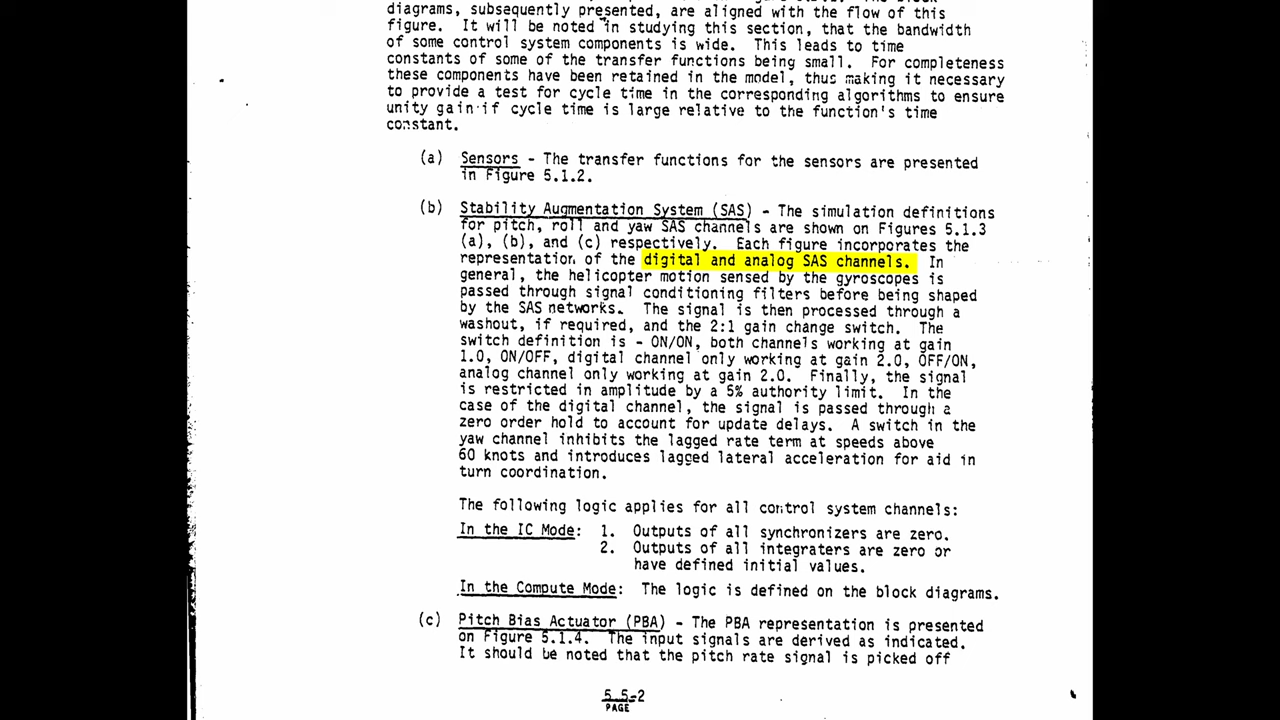 diagrams, subsequently presented, are aligned with the flow of this
figure. It will be noted in studying this section, that the bandwidth
of some control system components is wide. This leads to time
constants of some of the transfer functions being small. For completeness
these components have been retained in the model, thus making it necessary
to provide a test for cycle time in the corresponding algorithms to ensure
unity gain if cycle time is large relative to the function's time
constant.
(a) Sensors - The transfer functions for the sensors are presented
in Figure 5.1.2.
(b) Stability Augmentation System (SAS) - The simulation definitions
for pitch, roll and yaw SAS channels are shown on Figures 5.1.3
(a), (b), and (c) respectively. Each figure incorporates the
representation of the digital and analog SAS channels. In
general, the helicopter motion sensed by the gyroscopes is
passed through signal conditioning filters before being shaped
by the SAS networks. The signal is then processed through a
washout, if required, and the 2:1 gain change switch. The
switch definition is - ON/ON, both channels working at gain
1.0, ON/OFF, digital channel only working at gain 2.0, OFF/ON,
analog channel only working at gain 2.0. Finally, the signal
is restricted in amplitude by a 5% authority limit. In the
case of the digital channel, the signal is passed through a
zero order hold to account for update delays. A switch in the
yaw channel inhibits the lagged rate term at speeds above
60 knots and introduces lagged lateral acceleration for aid in
turn coordination.
The following logic applies for all control system channels:
In the IC Mode: 1. Outputs of all synchronizers are zero.
2. Outputs of all integraters are zero or
have defined initial values.
In the Compute Mode: The logic is defined on the block diagrams.
(c) Pitch Bias Actuator (PBA) - The PBA representation is presented
on Figure 5.1.4. The input signals are derived as indicated.
It should be noted that the pitch rate signal is picked off
5.5-2
PAGE